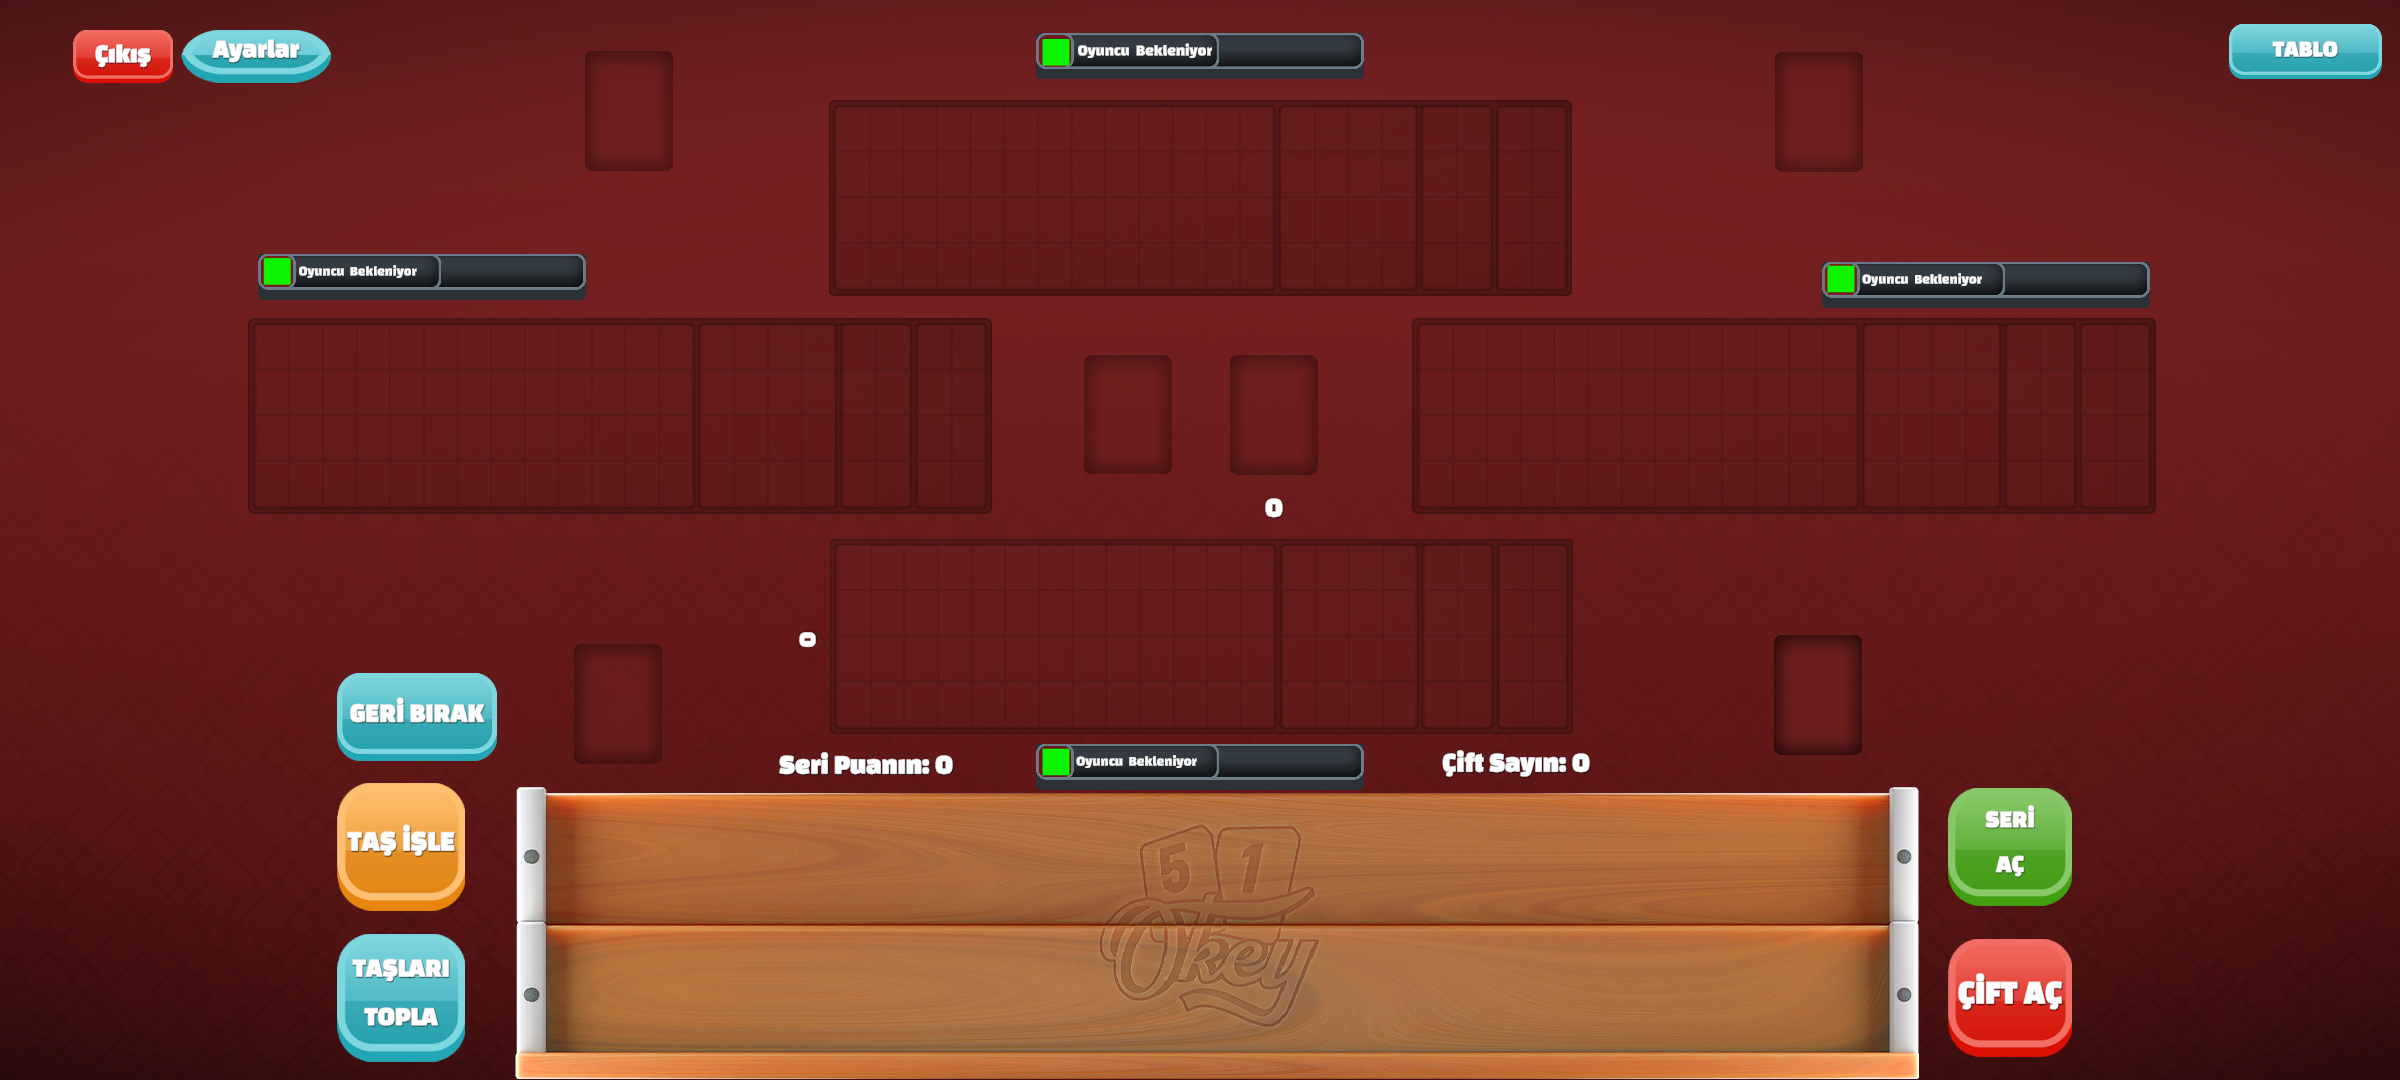 Çıkış
Ayarlar
Oyuncu Bekleniyor
TABLO
Oyuncu Bekleniyor
Oyuncu Bekleniyor
0
0
GERİ BIRAK
Seri Puanın: 0
Oyuncu Bekleniyor
Çift Sayın: 0
TAŞ İŞLE
SERİ
AÇ
51
Okey
TAŞLARI
TOPLA
ÇİFT AÇ